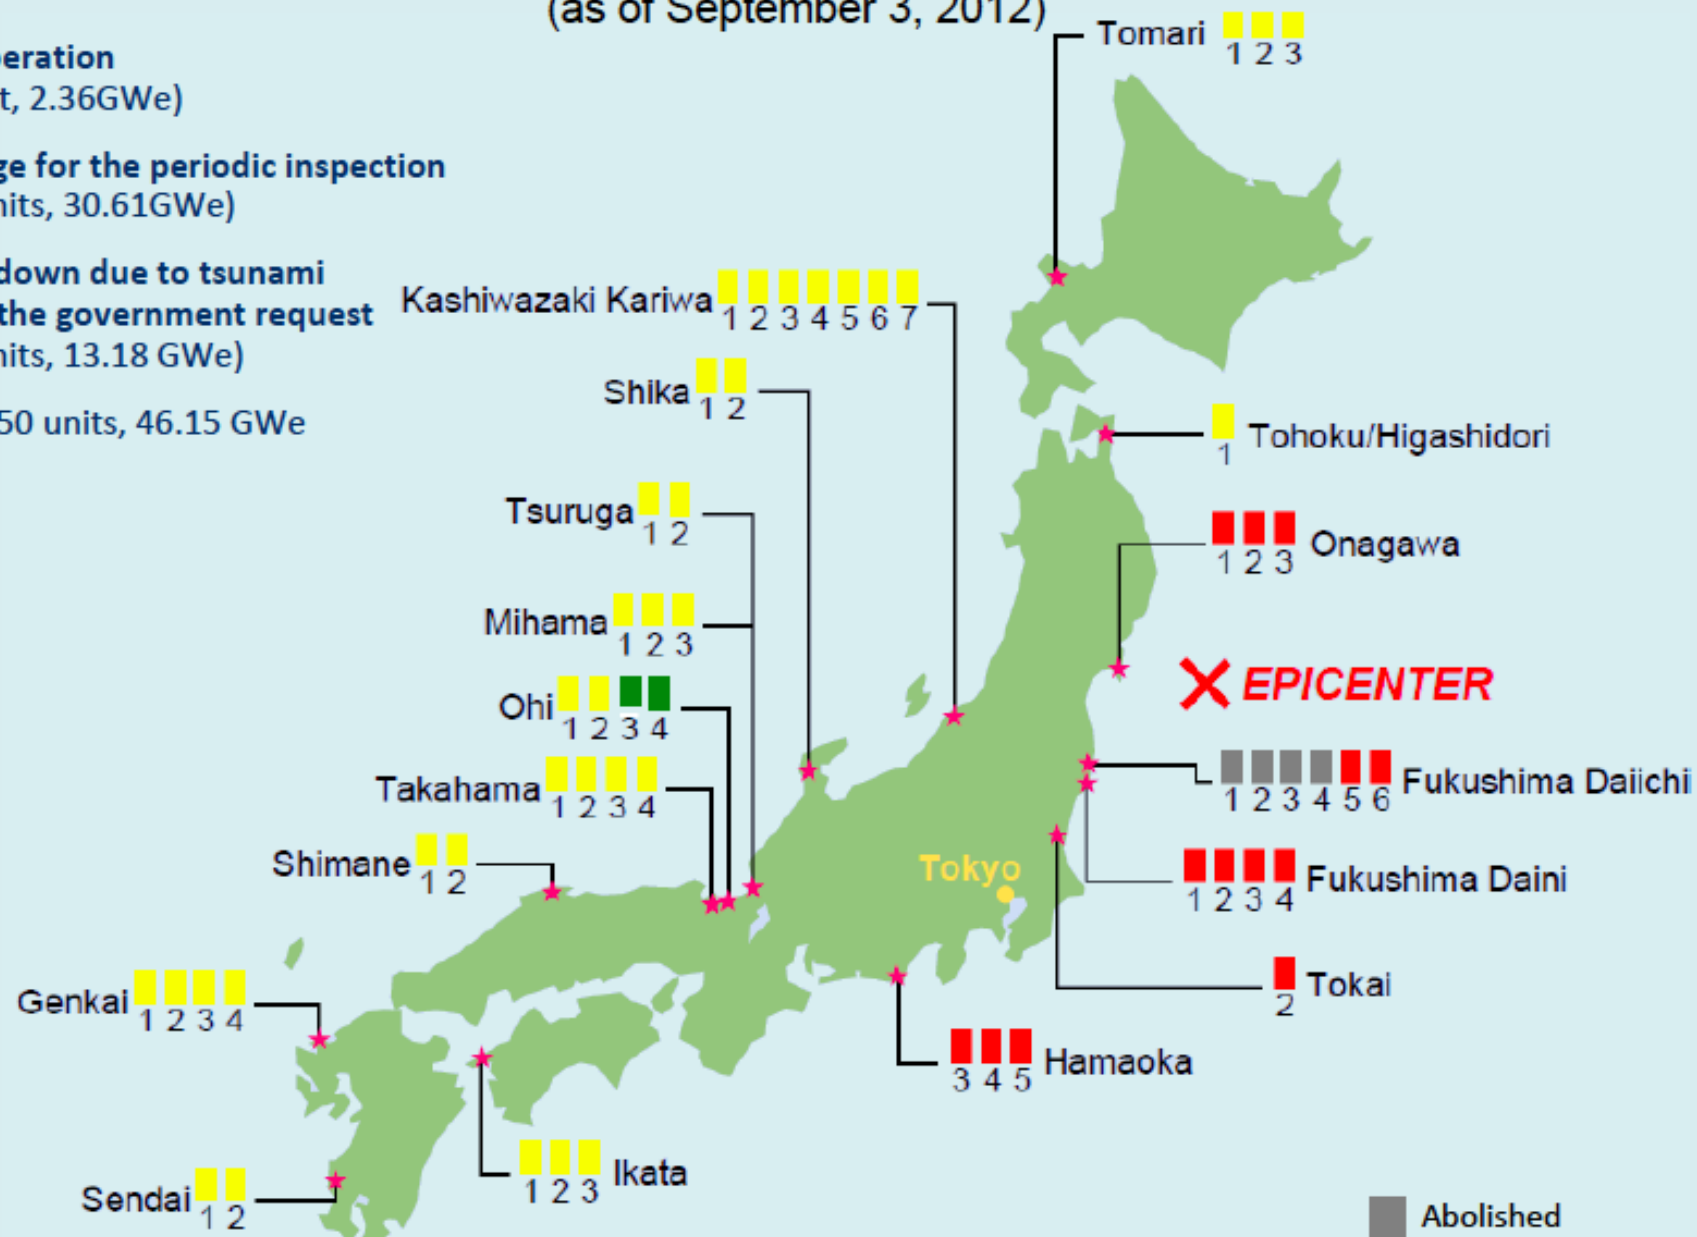 (as of September 3, 2012)
peration
t, 2.36GWe)
ge for the periodic inspection
nits, 30.61GWe)
down due to tsunami
the government request
nits, 13.18 GWe)
50 units, 46.15 GWe
Tomari
1 2 3
Kashiwazaki Kariwa
1 2 3 4 5 6 7
Shika
1 2
Tohoku/Higashidori
1
Tsuruga
1 2
Onagawa
1 2 3
Mihama
1 2 3
EPICENTER
Ohi
1 2 3 4
Fukushima Daiichi
1 2 3 4 5 6
Takahama
1 2 3 4
Shimane
1 2
Tokyo
Fukushima Daini
1 2 3 4
Genkai
1 2 3 4
Tokai
2
Hamaoka
3 4 5
Ikata
1 2 3
Sendai
1 2
Abolished